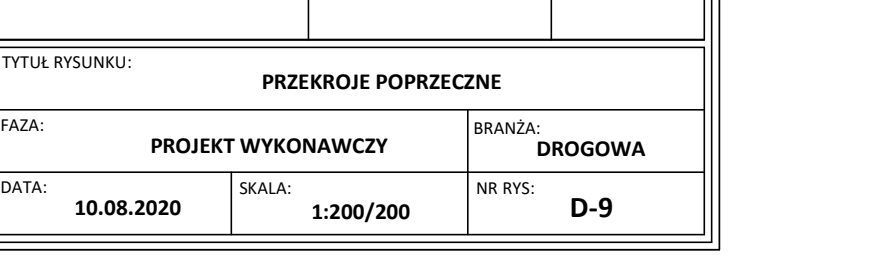 TYTUŁ RYSUNKU:
PRZEKROJE POPRZECZNE
FAZA:
PROJEKT WYKONAWCZY
BRANŻA:
DROGOWA
DATA:
10.08.2020
SKALA:
1:200/200
NR RYS:
D-9